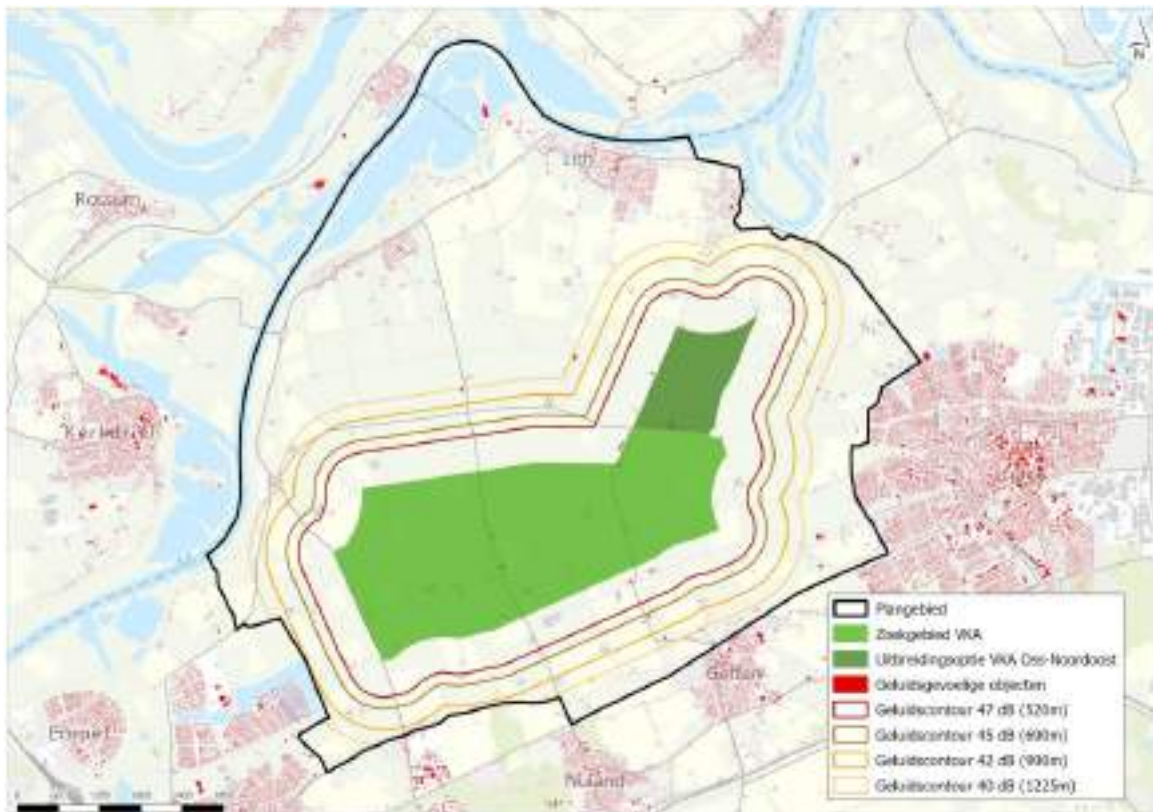 N
Lith
Rossum
Kerkdriel
Geffen
Empel
Nuland
Plangebied
Zoekgebied VKA
Uitbreidingsoptie VKA Oss-Noordoost
Geluidsgevoelige objecten
Geluidscontour 47 dB (520m)
Geluidscontour 45 dB (690m)
Geluidscontour 42 dB (990m)
Geluidscontour 40 dB (1225m)